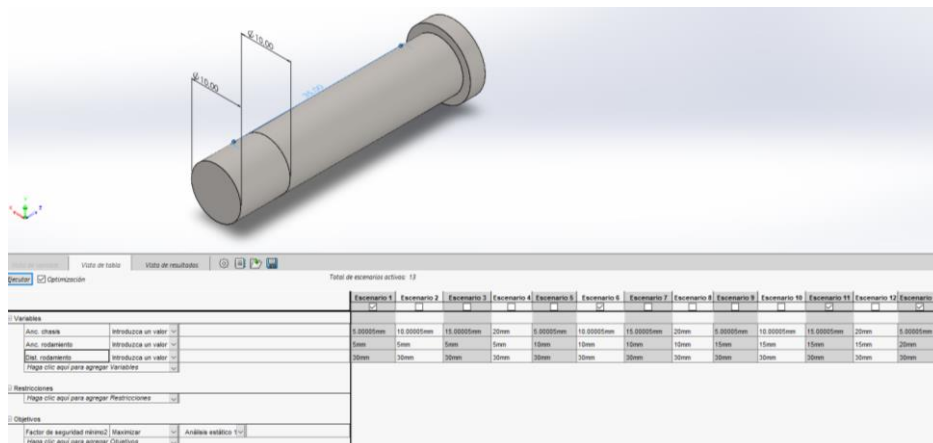 ⌀10,00
⌀10,00
35,00
Vista de tabla Vista de resultados
Ejecutar Optimización Total de escenarios activos: 13
Escenario 1 Escenario 2 Escenario 3 Escenario 4 Escenario 5 Escenario 6 Escenario 7 Escenario 8 Escenario 9 Escenario 10 Escenario 11 Escenario 12 Escenario
Variables
Anc. chasis Introduzca un valor 5.00005mm 10.00005mm 15.00005mm 20mm 5.00005mm 10.00005mm 15.00005mm 20mm 5.00005mm 10.00005mm 15.00005mm 20mm 5.00005mm
Anc. rodamiento Introduzca un valor 5mm 5mm 5mm 5mm 10mm 10mm 10mm 10mm 15mm 15mm 15mm 15mm 20mm
Dist. rodamiento Introduzca un valor 30mm 30mm 30mm 30mm 30mm 30mm 30mm 30mm 30mm 30mm 30mm 30mm 30mm
Haga clic aquí para agregar Variables
Restricciones
Haga clic aquí para agregar Restricciones
Objetivos
Factor de seguridad mínimo2 Maximizar Análisis estático 1
Haga clic aquí para agregar Objetivos